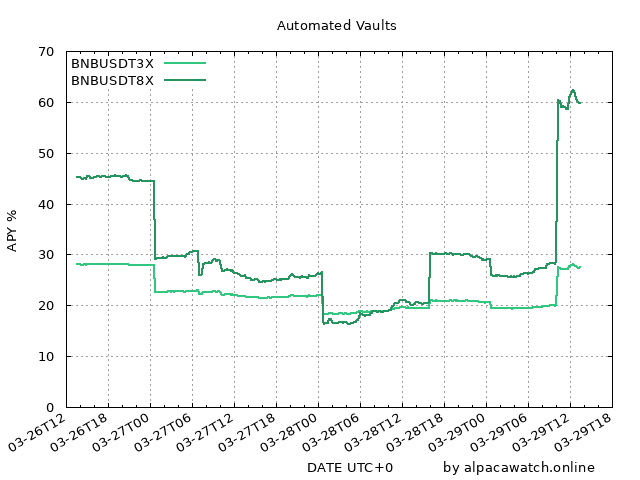 Automated Vaults
BNBUSDT3X
BNBUSDT8X
APY %
70
60
50
40
30
20
10
0
03-26T12
03-26T18
03-27T00
03-27T06
03-27T12
03-27T18
03-28T00
03-28T06
03-28T12
03-28T18
03-29T00
03-29T06
03-29T12
03-29T18
DATE UTC+0
by alpacawatch.online